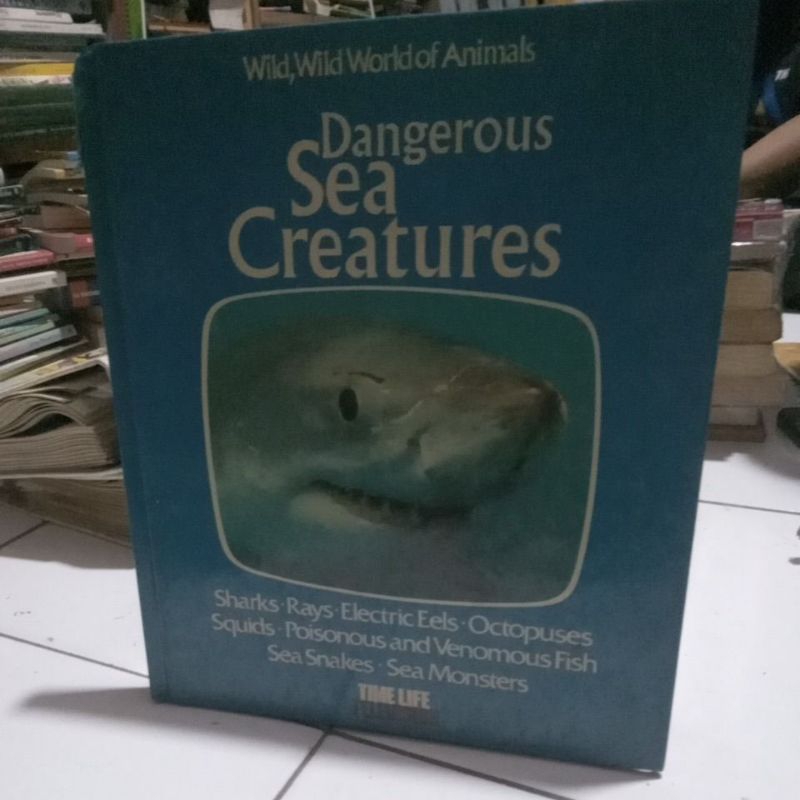 Wild, Wild World of Animals
Dangerous
Sea
Creatures
Sharks · Rays · Electric Eels · Octopuses
Squids · Poisonous and Venomous Fish
Sea Snakes · Sea Monsters
TIME LIFE